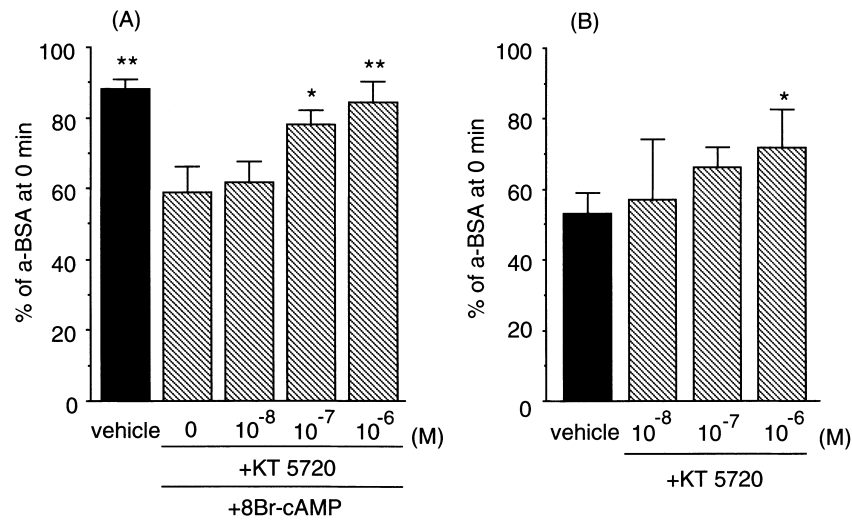 (A)
% of a-BSA at 0 min
100
80
60
40
20
0
**
*
**
vehicle 0 10-8 10-7 10-6 (M)
+KT 5720
+8Br-cAMP
(B)
% of a-BSA at 0 min
100
80
60
40
20
0
*
vehicle 10-8 10-7 10-6 (M)
+KT 5720